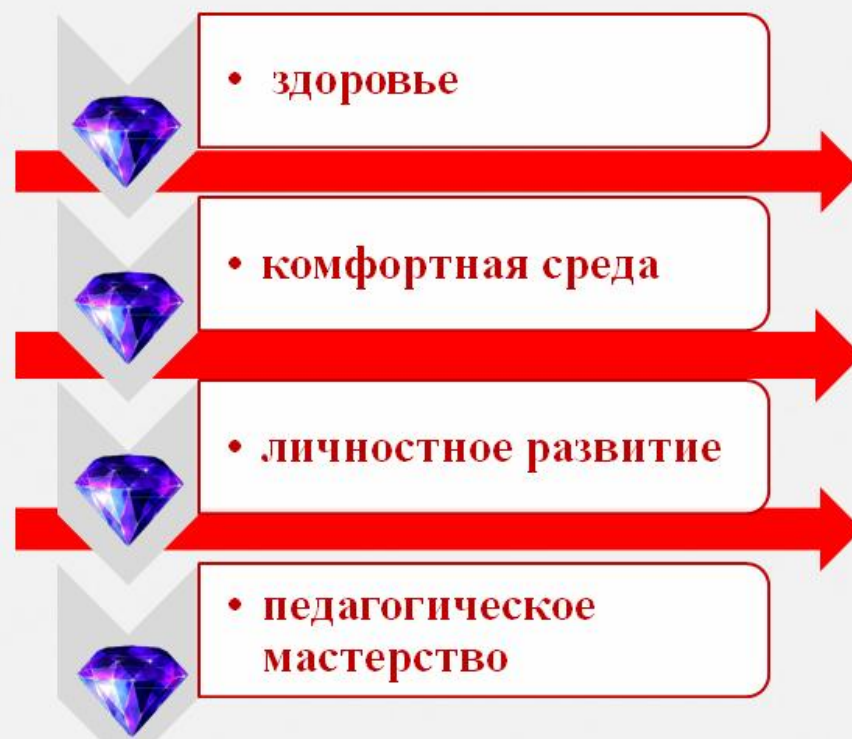 • здоровье
• комфортная среда
• личностное развитие
• педагогическое
мастерство